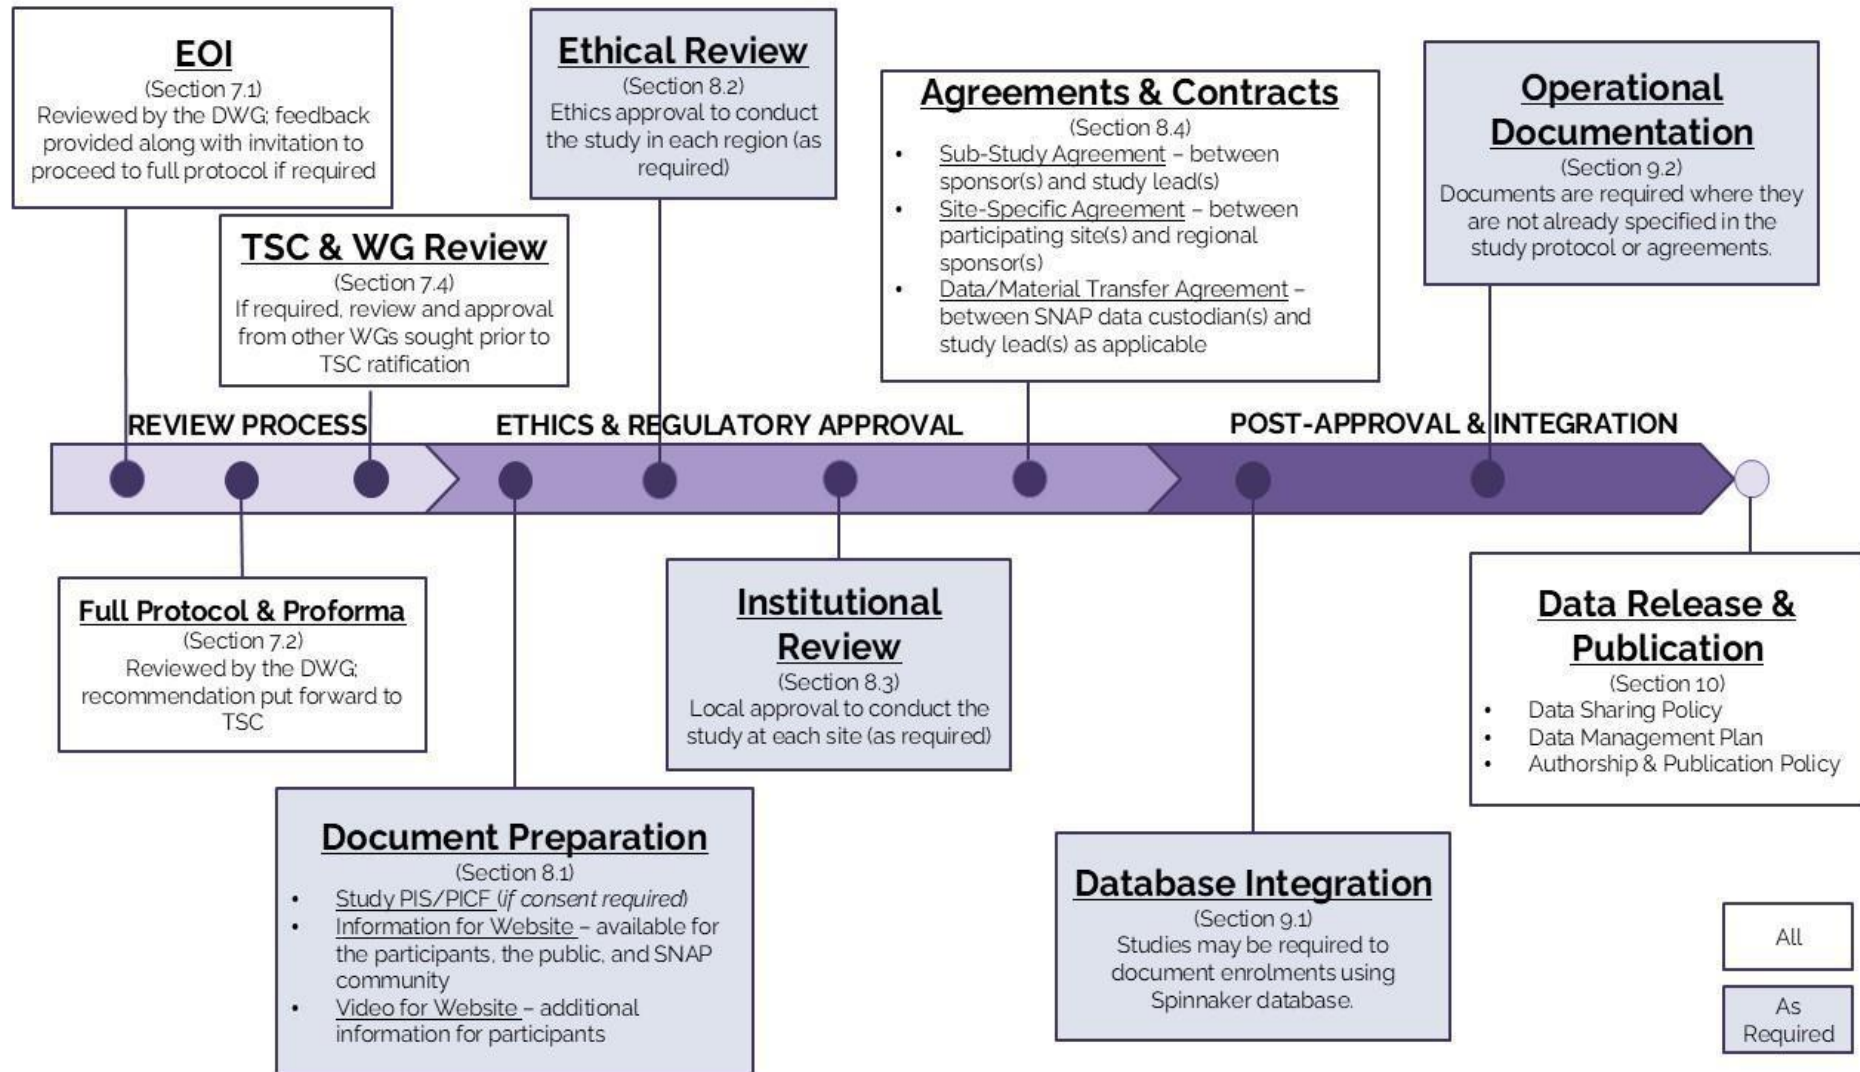 EOI
(Section 7.1)
Reviewed by the DWG; feedback
provided along with invitation to
proceed to full protocol if required
TSC & WG Review
(Section 7.4)
If required, review and approval
from other WGs sought prior to
TSC ratification
Ethical Review
(Section 8.2)
Ethics approval to conduct
the study in each region (as
required)
Agreements & Contracts
(Section 8.4)
• Sub-Study Agreement – between
sponsor(s) and study lead(s)
• Site-Specific Agreement – between
participating site(s) and regional
sponsor(s)
• Data/Material Transfer Agreement –
between SNAP data custodian(s) and
study lead(s) as applicable
Operational
Documentation
(Section 9.2)
Documents are required where they
are not already specified in the
study protocol or agreements.
REVIEW PROCESS
ETHICS & REGULATORY APPROVAL
POST-APPROVAL & INTEGRATION
Full Protocol & Proforma
(Section 7.2)
Reviewed by the DWG;
recommendation put forward to
TSC
Document Preparation
(Section 8.1)
• Study PIS/PICF (if consent required)
• Information for Website – available for
the participants, the public, and SNAP
community
• Video for Website – additional
information for participants
Institutional
Review
(Section 8.3)
Local approval to conduct the
study at each site (as required)
Database Integration
(Section 9.1)
Studies may be required to
document enrolments using
Spinnaker database.
Data Release &
Publication
(Section 10)
• Data Sharing Policy
• Data Management Plan
• Authorship & Publication Policy
All
As
Required